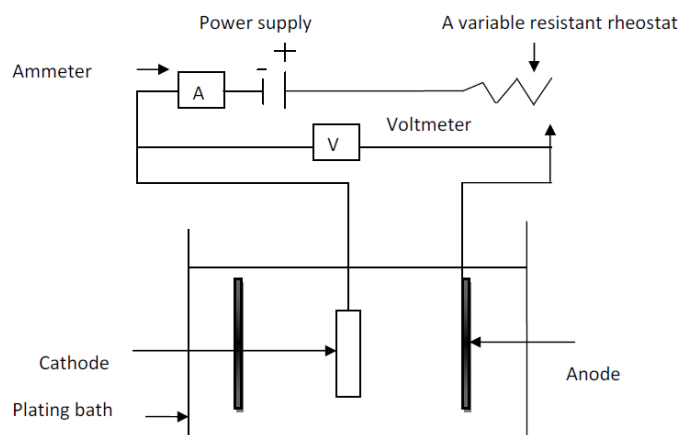 Power supply
A variable resistant rheostat
- +
Ammeter
A
Voltmeter
V
Cathode
Anode
Plating bath